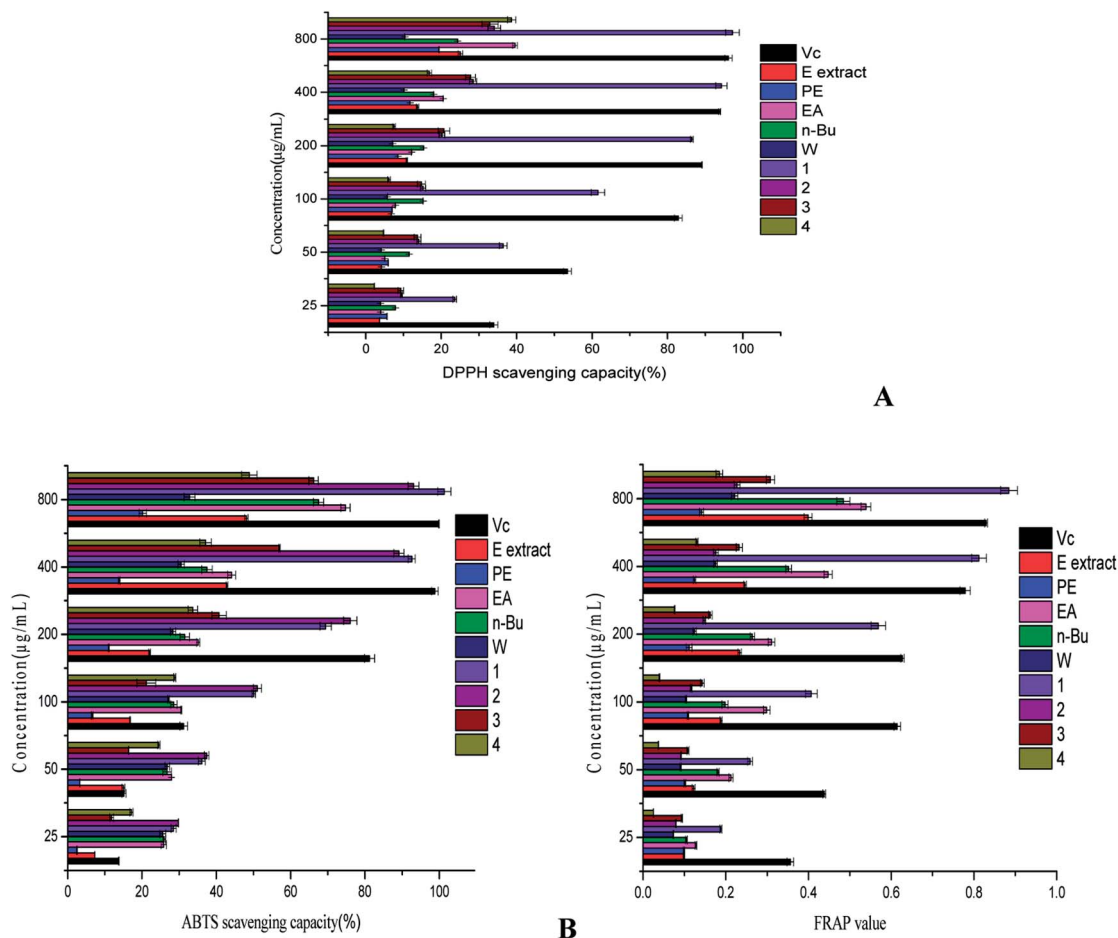 800
400
200
100
50
25
Concentration(μg/mL)
0 20 40 60 80 100
DPPH scavenging capacity(%)
Vc
E extract
PE
EA
n-Bu
W
1
2
3
4
A
800
400
200
100
50
25
Concentration(μg/mL)
0 20 40 60 80 100
ABTS scavenging capacity(%)
Vc
E extract
PE
EA
n-Bu
W
1
2
3
4
B
800
400
200
100
50
25
Concentration(μg/mL)
0.0 0.2 0.4 0.6 0.8 1.0
FRAP value
Vc
E extract
PE
EA
n-Bu
W
1
2
3
4